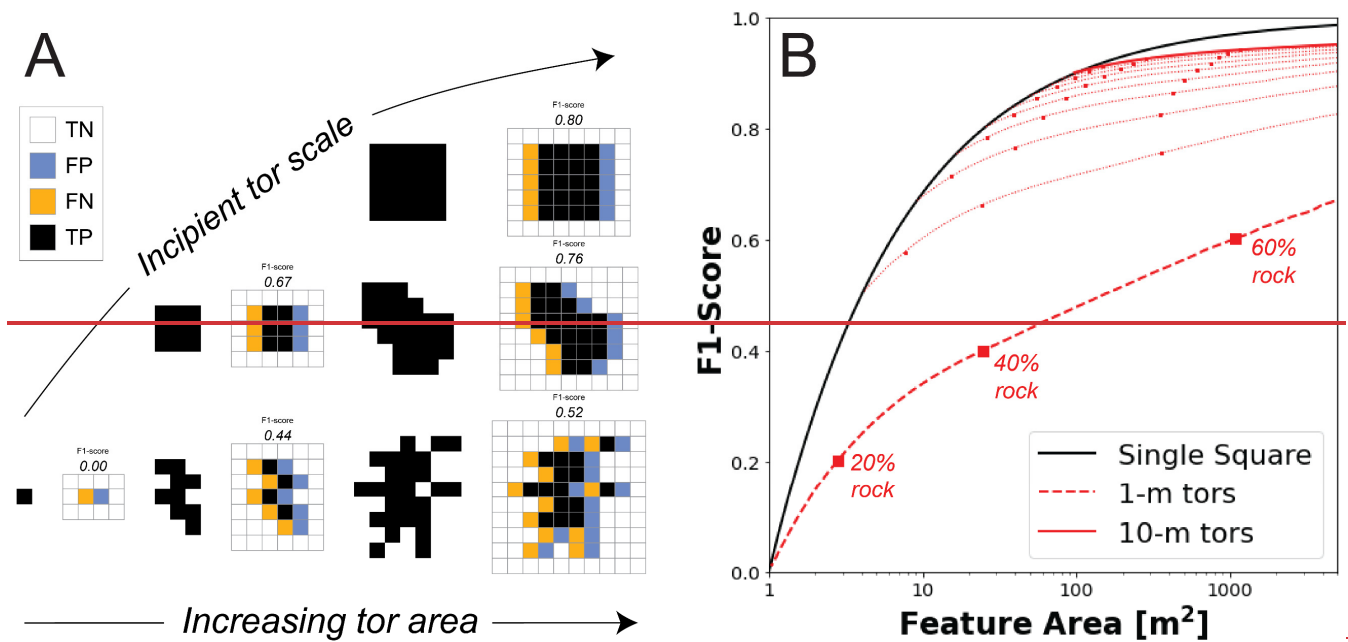 A
TN
FP
FN
TP
Incipient tor scale
F1-score
0.80
F1-score
0.67
F1-score
0.76
F1-score
0.00
F1-score
0.44
F1-score
0.52
Increasing tor area
B
F1-Score
1.0
0.8
0.6
0.4
0.2
0.0
60%
rock
40%
rock
20%
rock
Single Square
1-m tors
10-m tors
1
10
100
1000
Feature Area [m²]